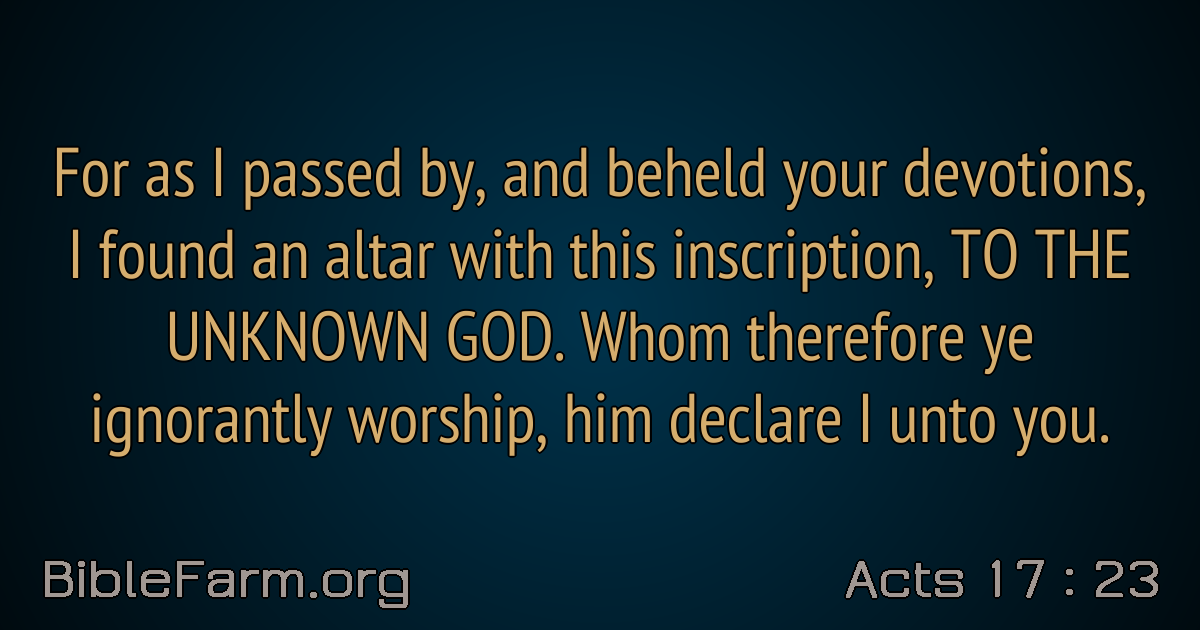 For as I passed by, and beheld your devotions,
I found an altar with this inscription, TO THE
UNKNOWN GOD. Whom therefore ye
ignorantly worship, him declare I unto you.
BibleFarm.org
Acts 17 : 23